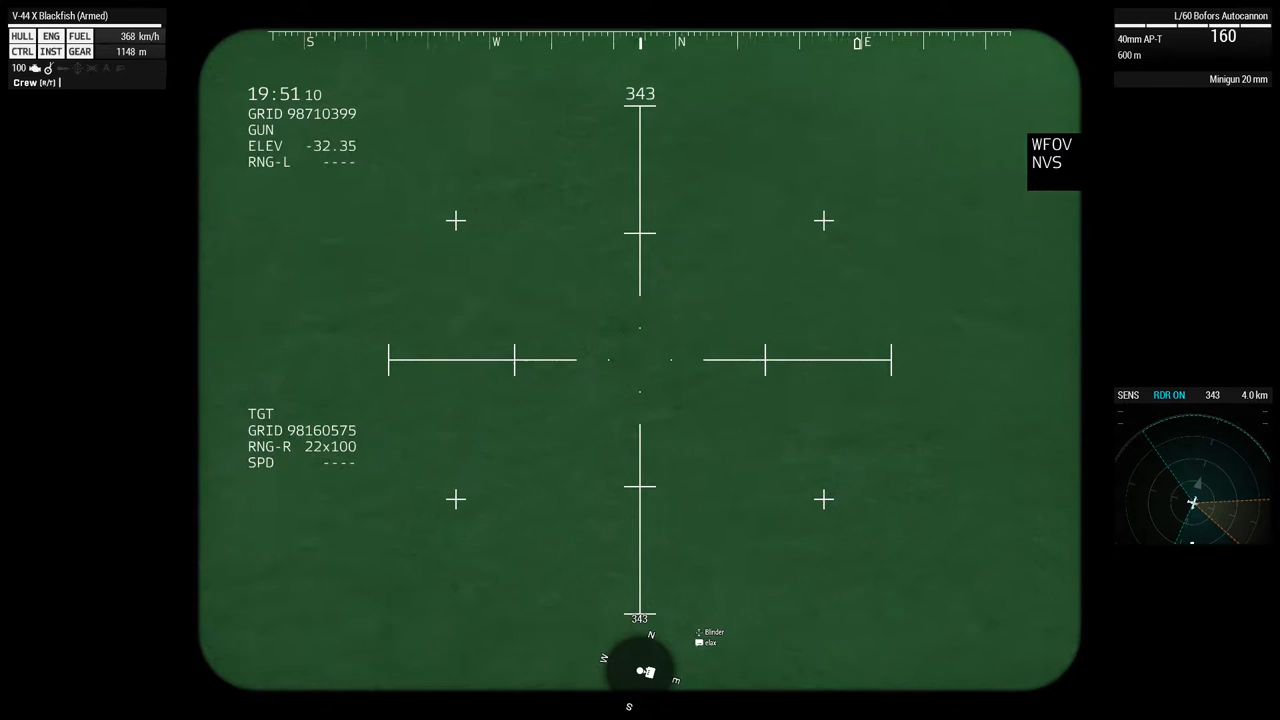 V-44 X Blackfish (Armed)
HULL ENG FUEL 368 km/h
CTRL INST GEAR 1148 m
100
Crew [R/T]
S W N E
L/60 Bofors Autocannon
40mm AP-T 160
600 m
Minigun 20 mm
19:51 10
GRID 98710399
GUN
ELEV -32.35
RNG-L ----
343
WFOV
NVS
TGT
GRID 98160575
RNG-R 22x100
SPD ----
SENS RDR ON 343 4.0 km
343
N
W
E
S
Blinder
elax